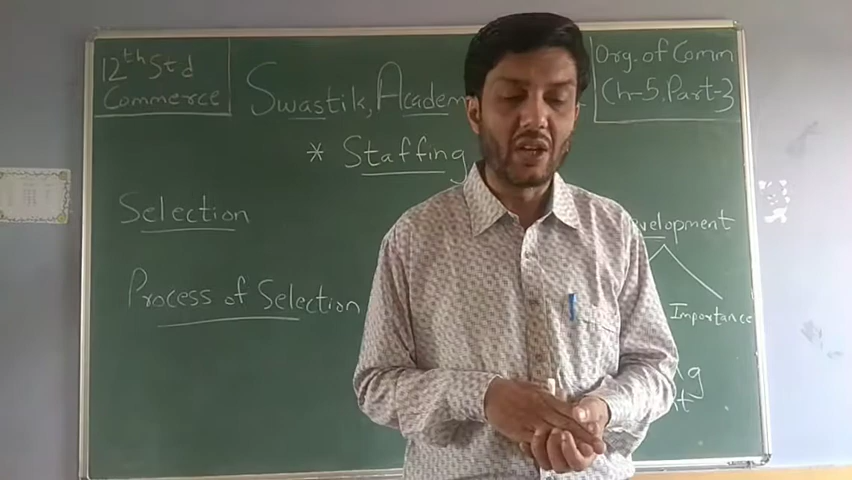 12th Std
Commerce
Swastik, Academ
Org. of Comm
Ch-5, Part-3
* Staffing
Selection
Process of Selection
velopment
Importance